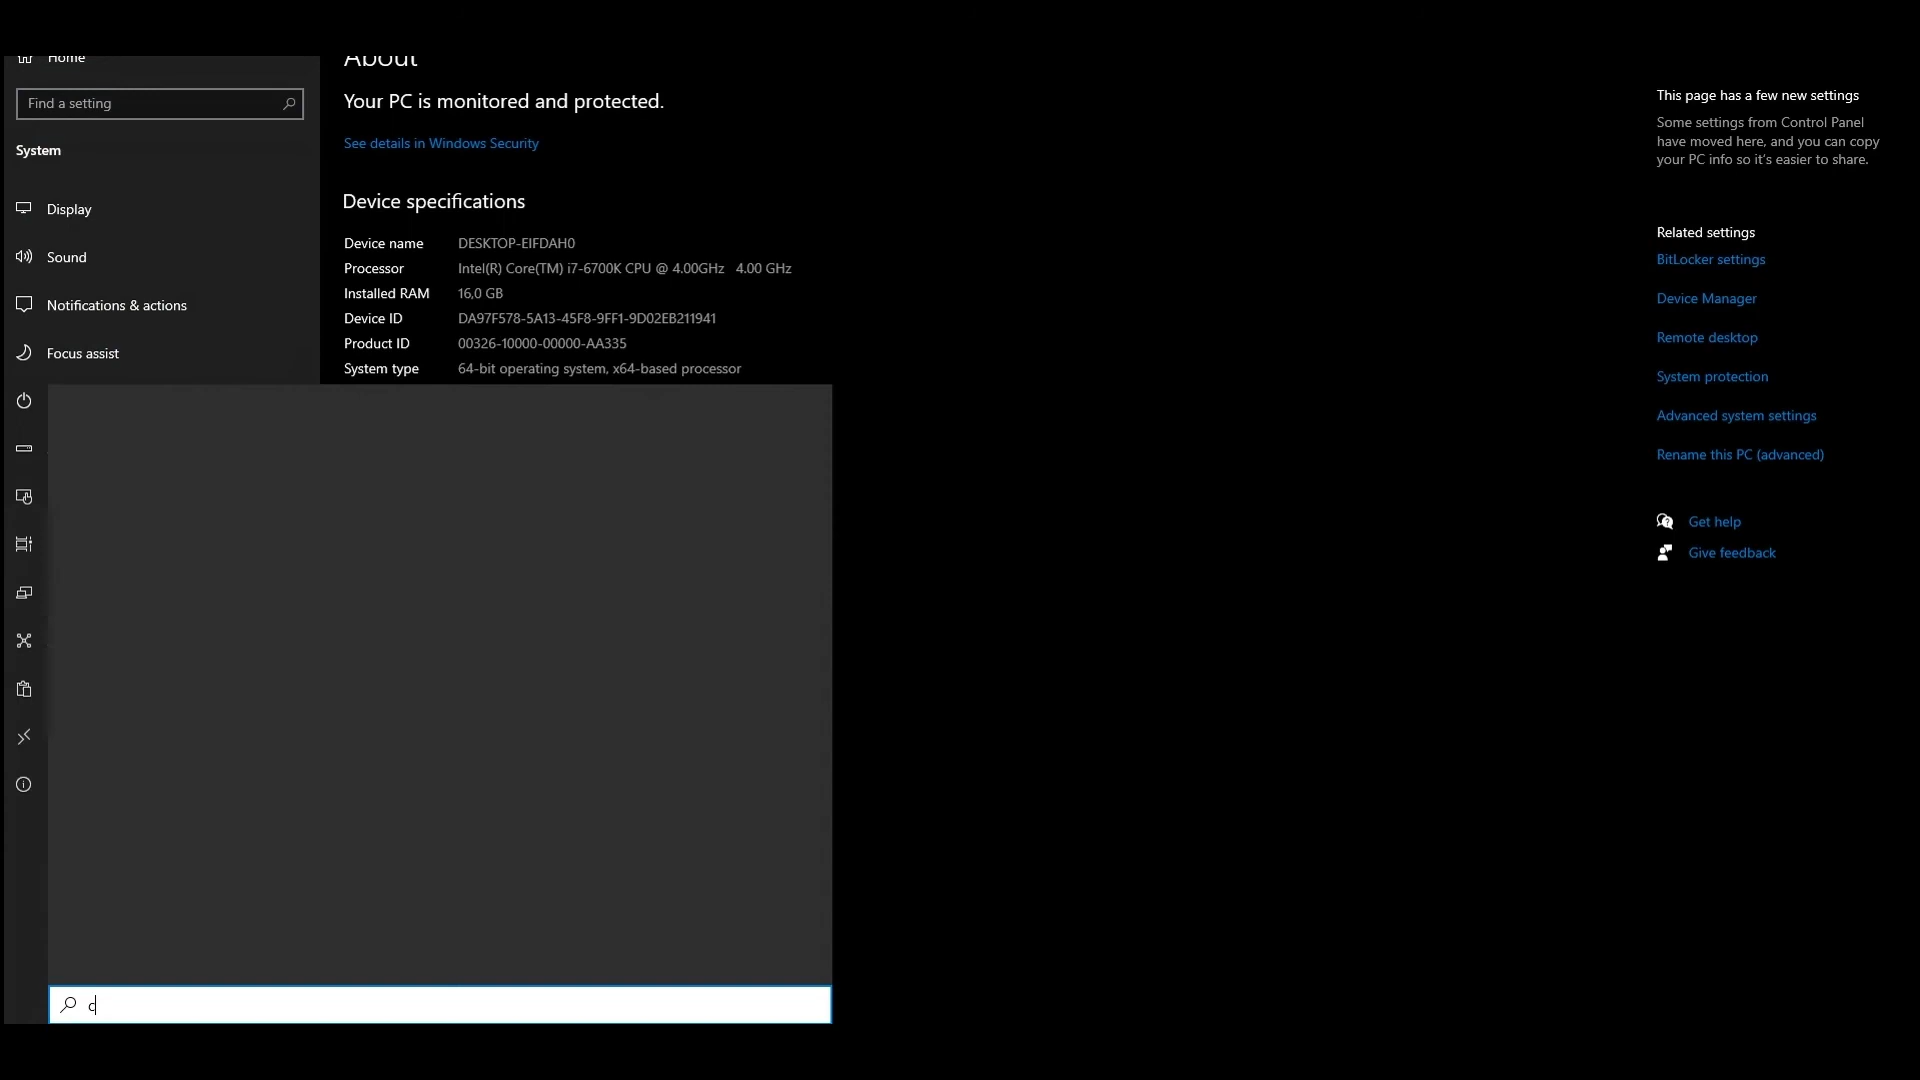 Home
Find a setting
System
Display
Sound
Notifications & actions
Focus assist
About
Your PC is monitored and protected.
See details in Windows Security
Device specifications
Device name DESKTOP-EIFDAH0
Processor Intel(R) Core(TM) i7-6700K CPU @ 4.00GHz 4.00 GHz
Installed RAM 16,0 GB
Device ID DA97F578-5A13-45F8-9FF1-9D02EB211941
Product ID 00326-10000-00000-AA335
System type 64-bit operating system, x64-based processor
This page has a few new settings
Some settings from Control Panel
have moved here, and you can copy
your PC info so it's easier to share.
Related settings
BitLocker settings
Device Manager
Remote desktop
System protection
Advanced system settings
Rename this PC (advanced)
Get help
Give feedback
c